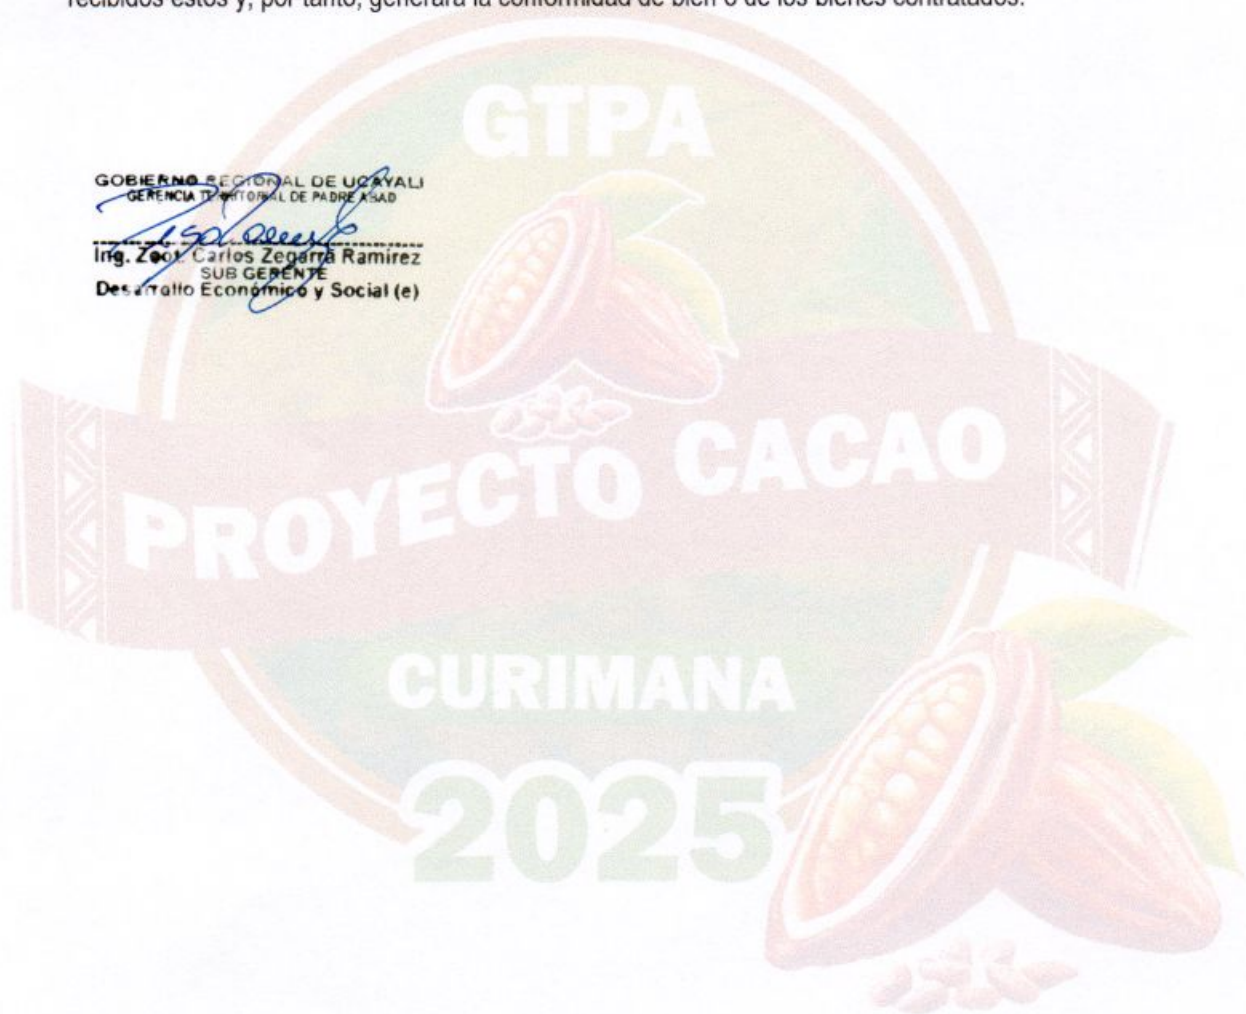 recibidos estos y, por tanto, generará la conformidad de bien o de los bienes contratados.
GTPA
GOBIERNO REGIONAL DE UCAYALI
GERENCIA TERRITORIAL DE PADRE ABAD
Ing. Zoot. Carlos Zegarra Ramírez
SUB GERENTE
Desarrollo Económico y Social (e)
PROYECTO CACAO
CURIMANA
2025